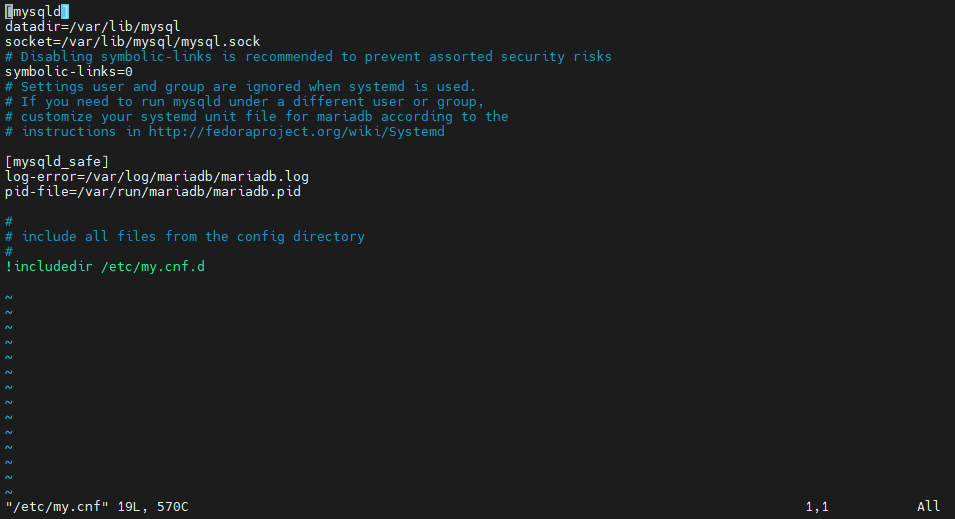 [mysqld]
datadir=/var/lib/mysql
socket=/var/lib/mysql/mysql.sock
# Disabling symbolic-links is recommended to prevent assorted security risks
symbolic-links=0
# Settings user and group are ignored when systemd is used.
# If you need to run mysqld under a different user or group,
# customize your systemd unit file for mariadb according to the
# instructions in http://fedoraproject.org/wiki/Systemd
[mysqld_safe]
log-error=/var/log/mariadb/mariadb.log
pid-file=/var/run/mariadb/mariadb.pid
#
# include all files from the config directory
#
!includedir /etc/my.cnf.d
~
~
~
~
~
~
~
~
~
~
~
~
~
~
"/etc/my.cnf" 19L, 570C 1,1 All